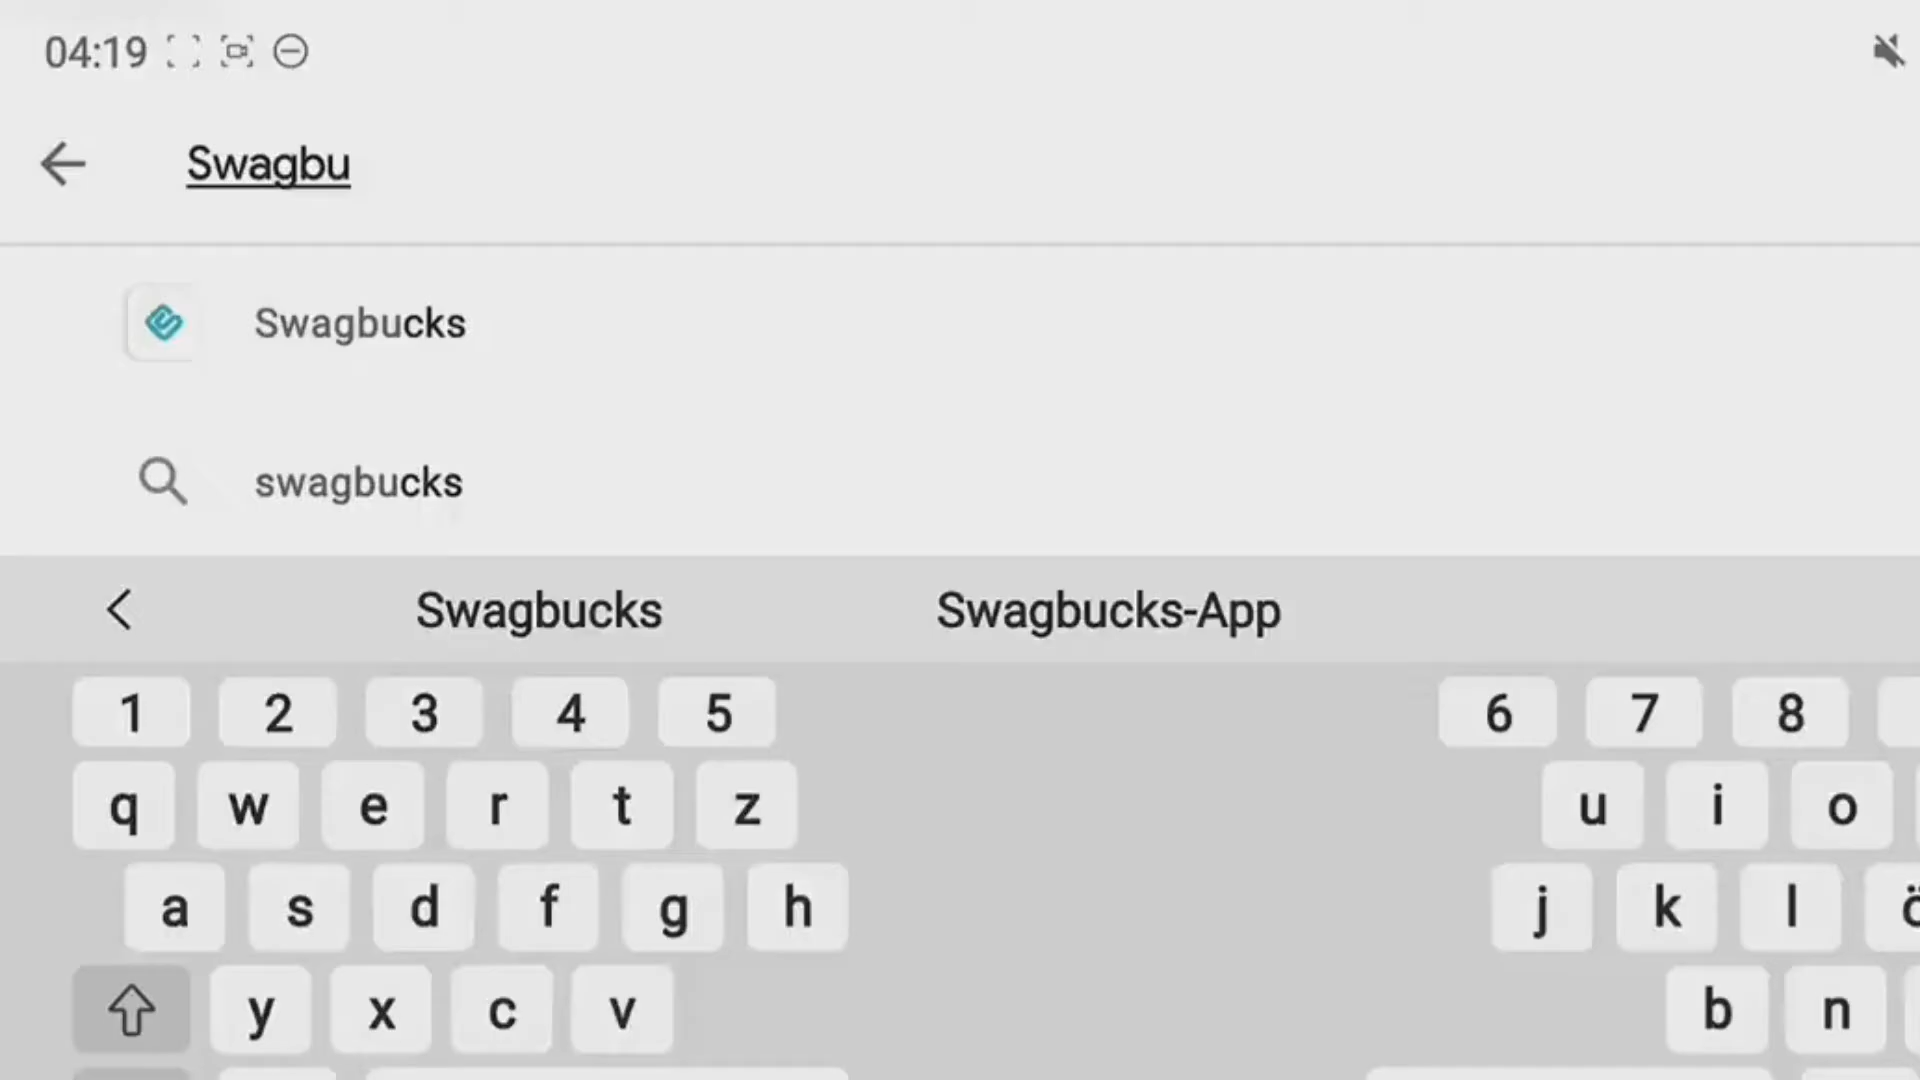 04:19
Swagbu
Swagbucks
swagbucks
Swagbucks Swagbucks-App
1 2 3 4 5 6 7 8
q w e r t z u i o
a s d f g h j k l ö
y x c v b n